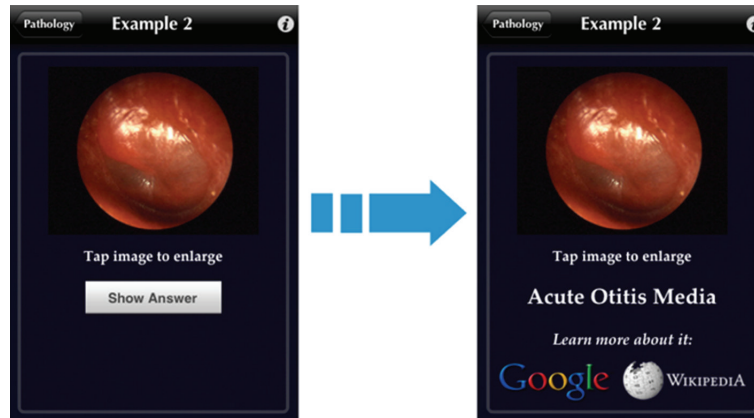 Pathology
Example 2
i
Tap image to enlarge
Show Answer
Pathology
Example 2
Tap image to enlarge
Acute Otitis Media
Learn more about it:
Google
WIKIPEDIA